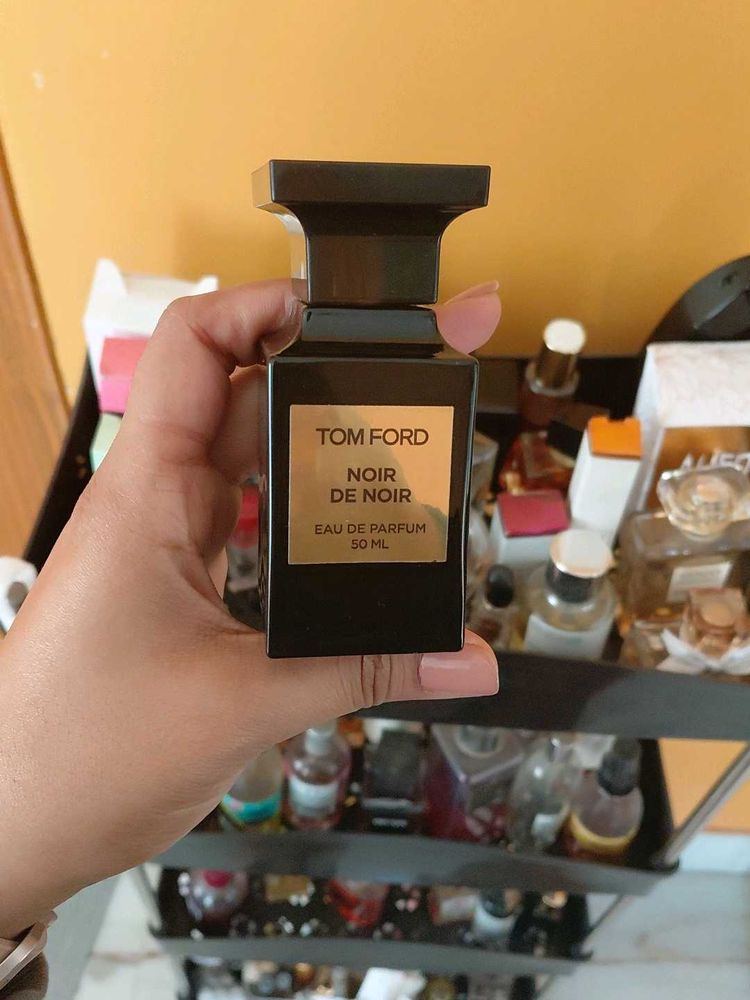 TOM FORD
NOIR
DE NOIR
EAU DE PARFUM
50 ML